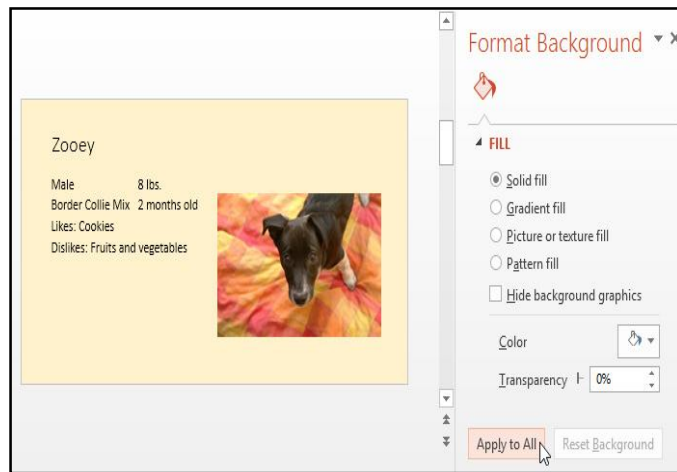 Zooey
Male 8 lbs.
Border Collie Mix 2 months old
Likes: Cookies
Dislikes: Fruits and vegetables
Format Background
FILL
Solid fill
Gradient fill
Picture or texture fill
Pattern fill
Hide background graphics
Color
Transparency 0%
Apply to All Reset Background